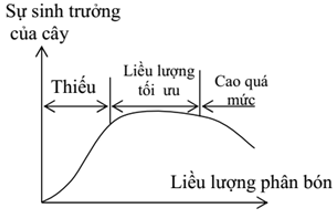 Sự sinh trưởng
của cây
Thiếu
Liều lượng
tối ưu
Cao quá
mức
Liều lượng phân bón